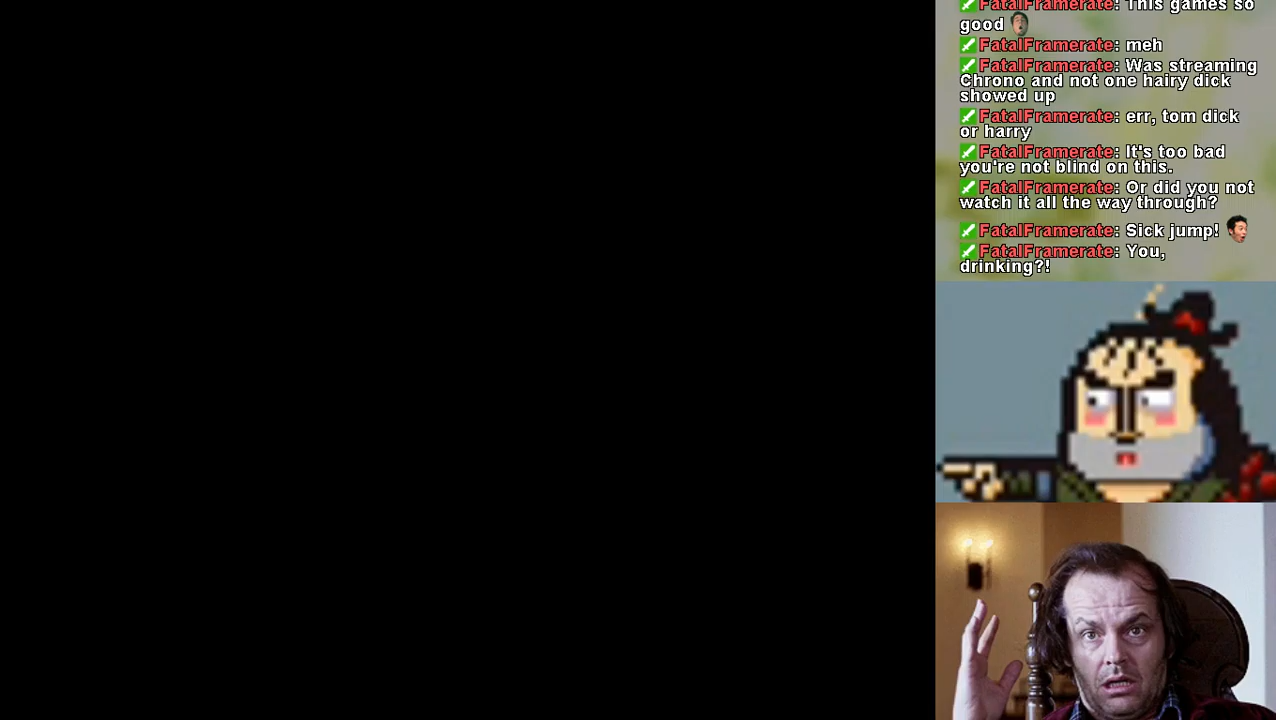 FatalFramerate: This games so
good
FatalFramerate: meh
FatalFramerate: Was streaming
Chrono and not one hairy dick
showed up
FatalFramerate: err, tom dick
or harry
FatalFramerate: It's too bad
you're not blind on this.
FatalFramerate: Or did you not
watch it all the way through?
FatalFramerate: Sick jump!
FatalFramerate: You,
drinking?!